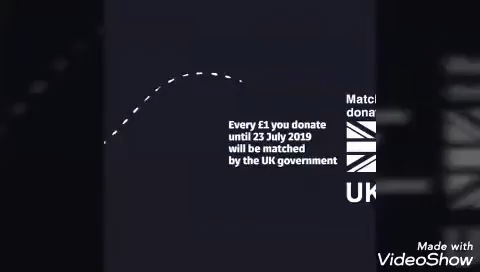 Every £1 you donate
until 23 July 2019
will be matched
by the UK government
UK
Made with
VideoShow